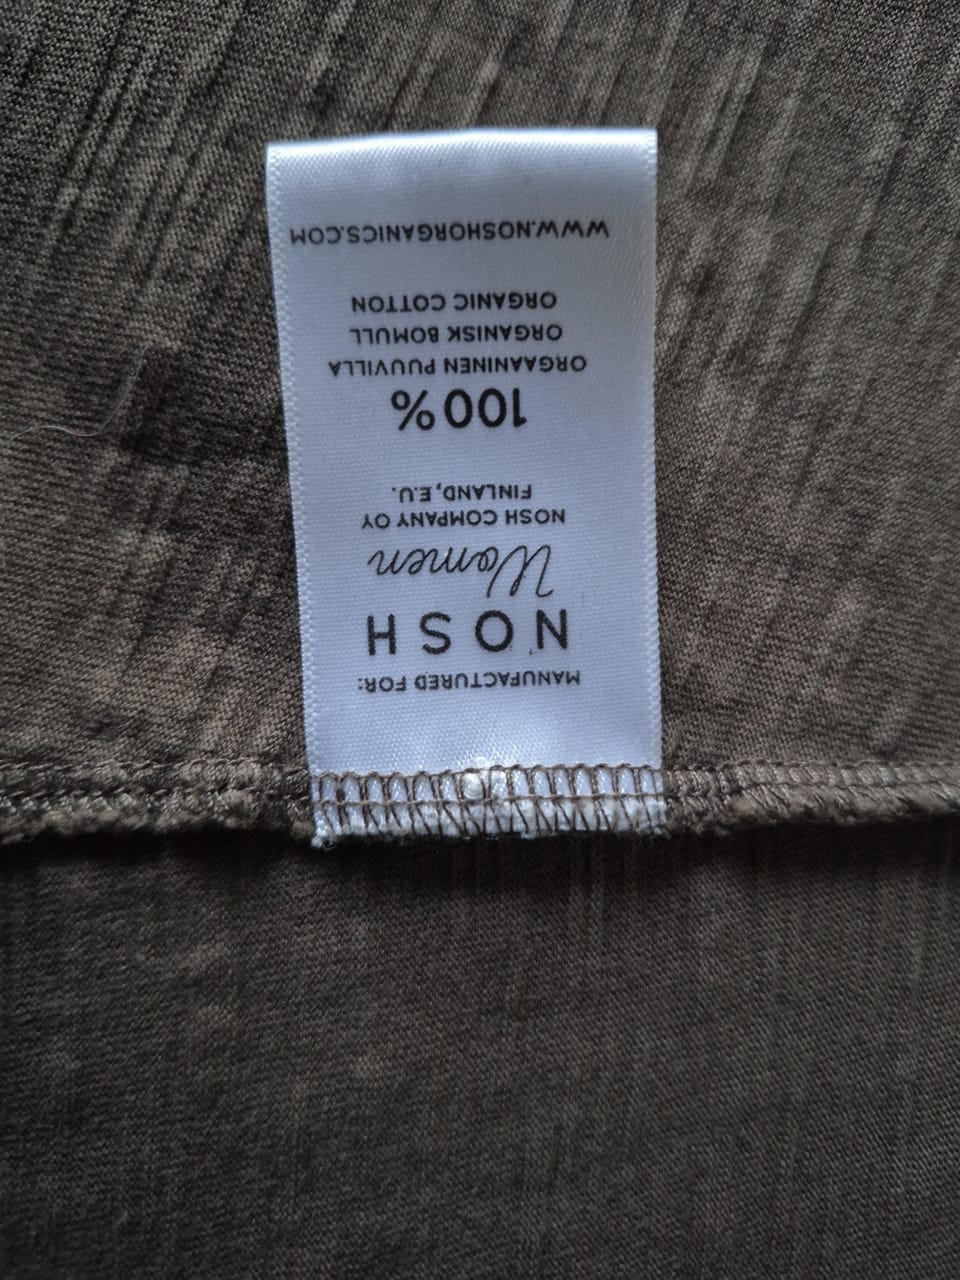 MANUFACTURED FOR:
NOSH
Women
NOSH COMPANY OY
FINLAND, E.U.
100%
ORGAANINEN PUUVILLA
ORGANISK BOMULL
ORGANIC COTTON
WWW.NOSHORGANICS.COM